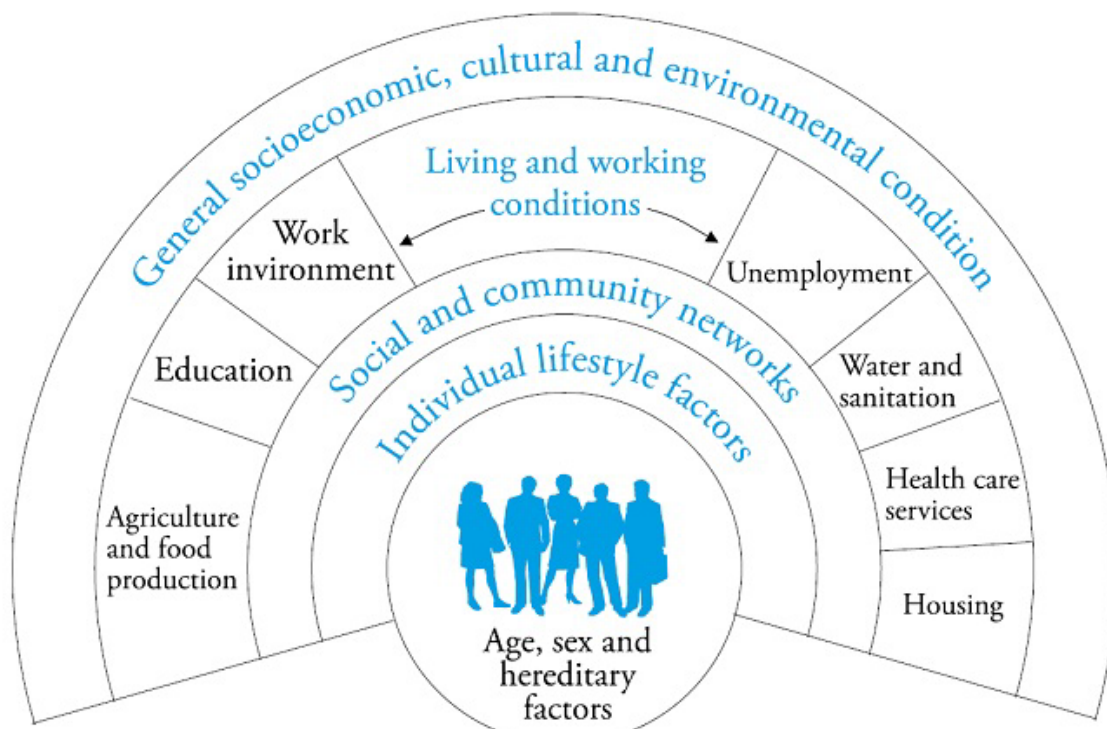 General socioeconomic, cultural and environmental condition
Living and working
conditions
Work
invironment
Unemployment
Social and community networks
Education
Individual lifestyle factors
Water and
sanitation
Agriculture
and food
production
Health care
services
Housing
Age, sex and
hereditary
factors